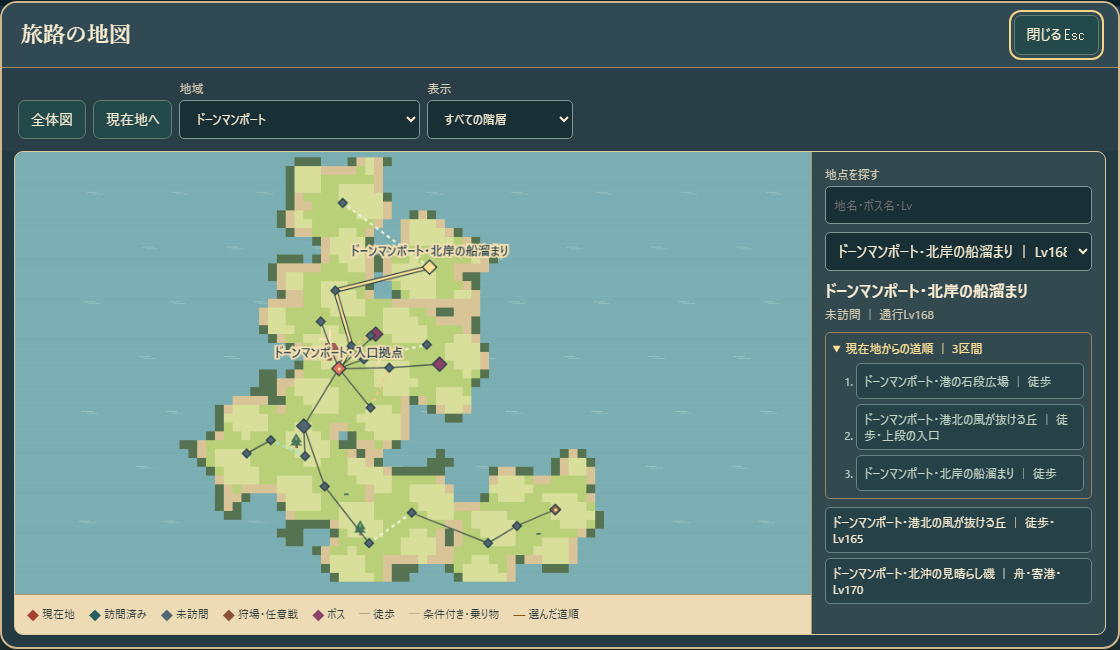 旅路の地図
閉じる Esc
地域
表示
全体図
現在地へ
ドーンマンポート
すべての階層
地点を探す
地名・ボス名・Lv
ドーンマンポート・北岸の船溜まり ｜ Lv168
ドーンマンポート・北岸の船溜まり
未訪問 ｜ 通行Lv168
▼ 現在地からの道順 ｜ 3区間
1. ドーンマンポート・港の石段広場 ｜ 徒歩
2. ドーンマンポート・港北の風が抜ける丘 ｜ 徒
歩・上段の入口
3. ドーンマンポート・北岸の船溜まり ｜ 徒歩
ドーンマンポート・港北の風が抜ける丘 ｜ 徒歩・
Lv165
ドーンマンポート・北沖の見晴らし磯 ｜ 舟・寄港・
Lv170
ドーンマンポート・北岸の船溜まり
ドーンマンポート・入口拠点
現在地
訪問済み
未訪問
狩場・任意戦
ボス
徒歩
条件付き・乗り物
選んだ道順